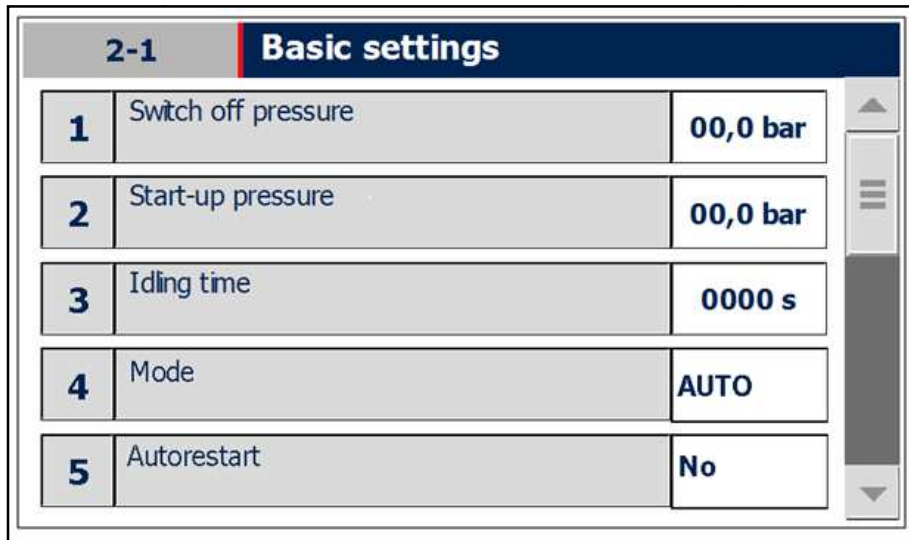 2-1 Basic settings
1 Switch off pressure 00,0 bar
2 Start-up pressure 00,0 bar
3 Idling time 0000 s
4 Mode AUTO
5 Autorestart No